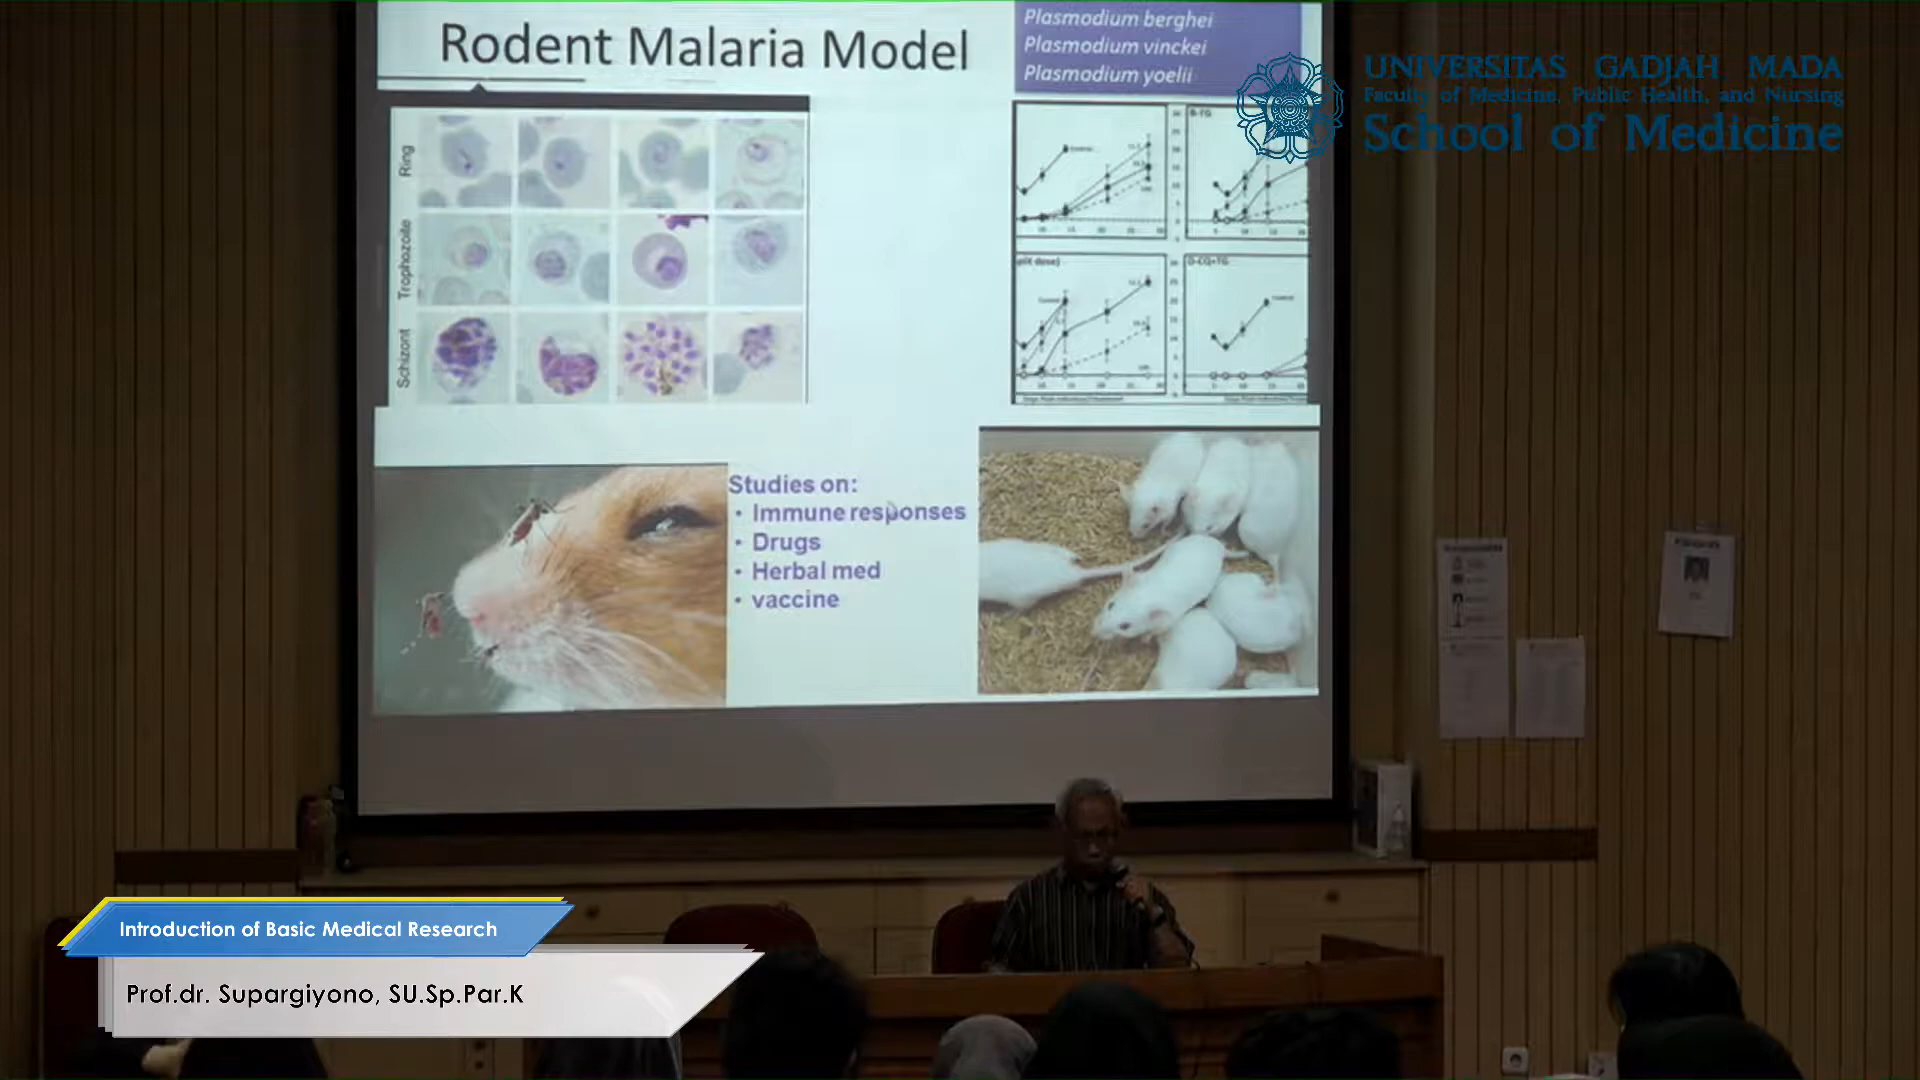 Rodent Malaria Model
Plasmodium berghei
Plasmodium vinckei
Plasmodium yoelii
UNIVERSITAS GADJAH MADA
Faculty of Medicine, Public Health, and Nursing
School of Medicine
Ring
Trophozoite
Schizont
Studies on:
• Immune responses
• Drugs
• Herbal med
• vaccine
Introduction of Basic Medical Research
Prof.dr. Supargiyono, SU.Sp.Par.K